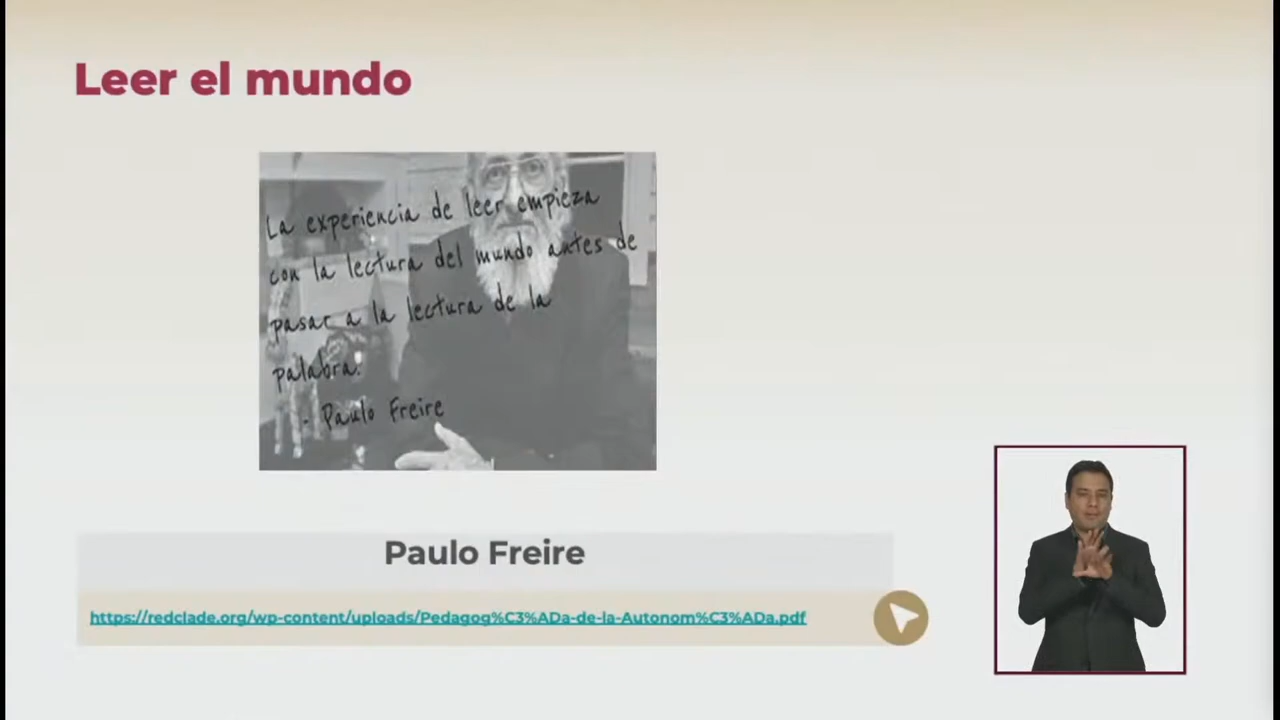 Leer el mundo
La experiencia de leer empieza
con la lectura del mundo antes de
pasar a la lectura de la
palabra.
- Paulo Freire
Paulo Freire
https://redclade.org/wp-content/uploads/Pedagog%C3%ADa-de-la-Autonom%C3%ADa.pdf